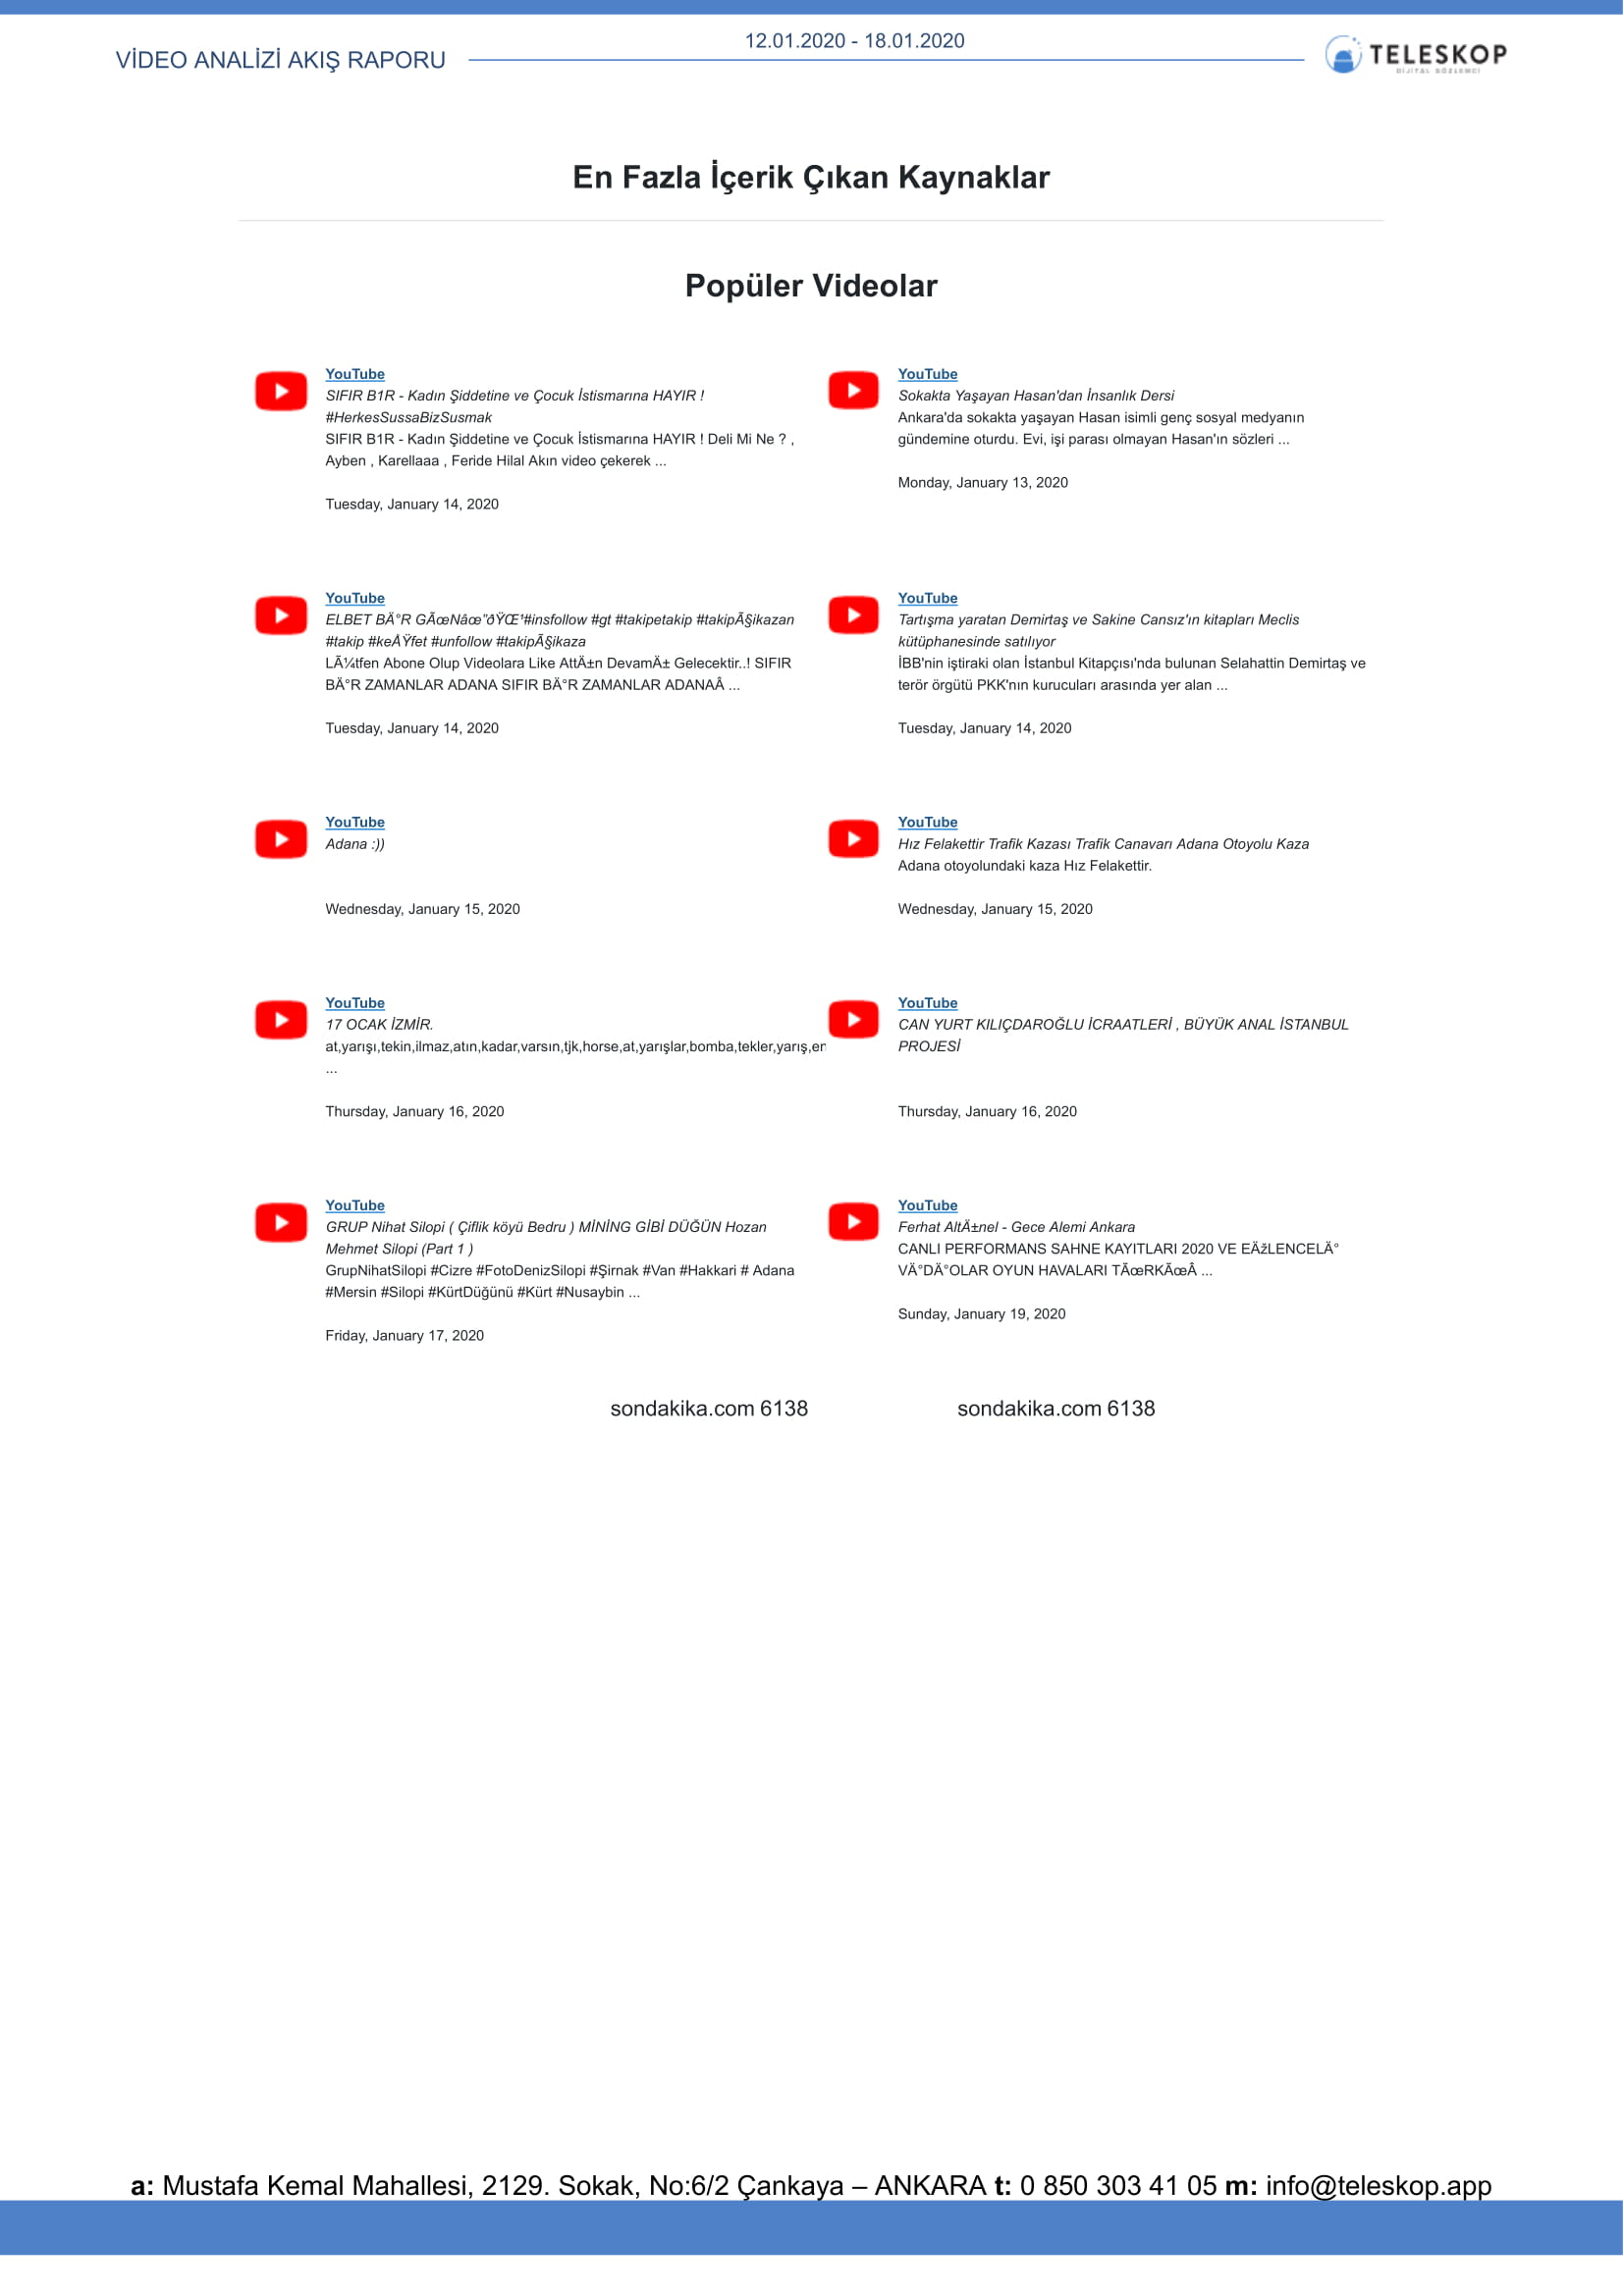 VİDEO ANALİZİ AKIŞ RAPORU
12.01.2020 - 18.01.2020
TELESKOP
DİJİTAL GÖZLEMCİ
En Fazla İçerik Çıkan Kaynaklar
Popüler Videolar
YouTube
SIFIR B1R - Kadın Şiddetine ve Çocuk İstismarına HAYIR !
#HerkesSussaBizSusmak
SIFIR B1R - Kadın Şiddetine ve Çocuk İstismarına HAYIR ! Deli Mi Ne ? ,
Ayben , Karellaaa , Feride Hilal Akın video çekerek ...
Tuesday, January 14, 2020
YouTube
Sokakta Yaşayan Hasan'dan İnsanlık Dersi
Ankara'da sokakta yaşayan Hasan isimli genç sosyal medyanın
gündemine oturdu. Evi, işi parası olmayan Hasan'ın sözleri ...
Monday, January 13, 2020
YouTube
ELBET BÄ°R GÃœNâœ”ðŸŒ¹#insfollow #gt #takipetakip #takipÃ§ikazan
#takip #keÅŸfet #unfollow #takipÃ§ikaza
LÃ¼tfen Abone Olup Videolara Like AttÄ±n DevamÄ± Gelecektir..! SIFIR
BÄ°R ZAMANLAR ADANA SIFIR BÄ°R ZAMANLAR ADANAÂ ...
Tuesday, January 14, 2020
YouTube
Tartışma yaratan Demirtaş ve Sakine Cansız'ın kitapları Meclis
kütüphanesinde satılıyor
İBB'nin iştiraki olan İstanbul Kitapçısı'nda bulunan Selahattin Demirtaş ve
terör örgütü PKK'nın kurucuları arasında yer alan ...
Tuesday, January 14, 2020
YouTube
Adana :))
Wednesday, January 15, 2020
YouTube
Hız Felakettir Trafik Kazası Trafik Canavarı Adana Otoyolu Kaza
Adana otoyolundaki kaza Hız Felakettir.
Wednesday, January 15, 2020
YouTube
17 OCAK İZMİR.
at,yarışı,tekin,ilmaz,atın,kadar,varsın,tjk,horse,at,yarışlar,bomba,tekler,yarış,en
...
Thursday, January 16, 2020
YouTube
CAN YURT KILIÇDAROĞLU İCRAATLERİ , BÜYÜK ANAL İSTANBUL
PROJESİ
Thursday, January 16, 2020
YouTube
GRUP Nihat Silopi ( Çiflik köyü Bedru ) MİNİNG GİBİ DÜĞÜN Hozan
Mehmet Silopi (Part 1 )
GrupNihatSilopi #Cizre #FotoDenizSilopi #Şirnak #Van #Hakkari # Adana
#Mersin #Silopi #KürtDüğünü #Kürt #Nusaybin ...
Friday, January 17, 2020
YouTube
Ferhat AltÄ±nel - Gece Alemi Ankara
CANLI PERFORMANS SAHNE KAYITLARI 2020 VE EÄžLENCELÄ°
VÄ°DÄ°OLAR OYUN HAVALARI TÃœRKÃœÂ ...
Sunday, January 19, 2020
sondakika.com 6138
sondakika.com 6138
a: Mustafa Kemal Mahallesi, 2129. Sokak, No:6/2 Çankaya – ANKARA t: 0 850 303 41 05 m: info@teleskop.app